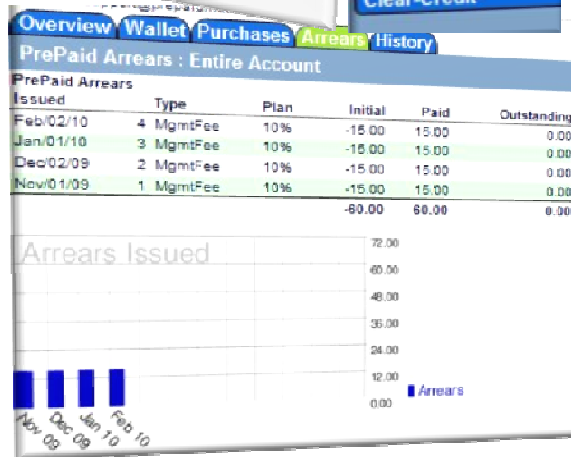 Clear-Credit
Overview Wallet Purchases Arrears History
PrePaid Arrears : Entire Account
PrePaid Arrears
Issued Type Plan Initial Paid Outstanding
Feb/02/10 4 MgmtFee 10% -15.00 15.00 0.00
Jan/01/10 3 MgmtFee 10% -15.00 15.00 0.00
Dec/02/09 2 MgmtFee 10% -15.00 15.00 0.00
Nov/01/09 1 MgmtFee 10% -15.00 15.00 0.00
-60.00 60.00 0.00
Arrears Issued
72.00
60.00
48.00
36.00
24.00
12.00
0.00
Arrears
Nov 09 Dec 09 Jan 10 Feb 10